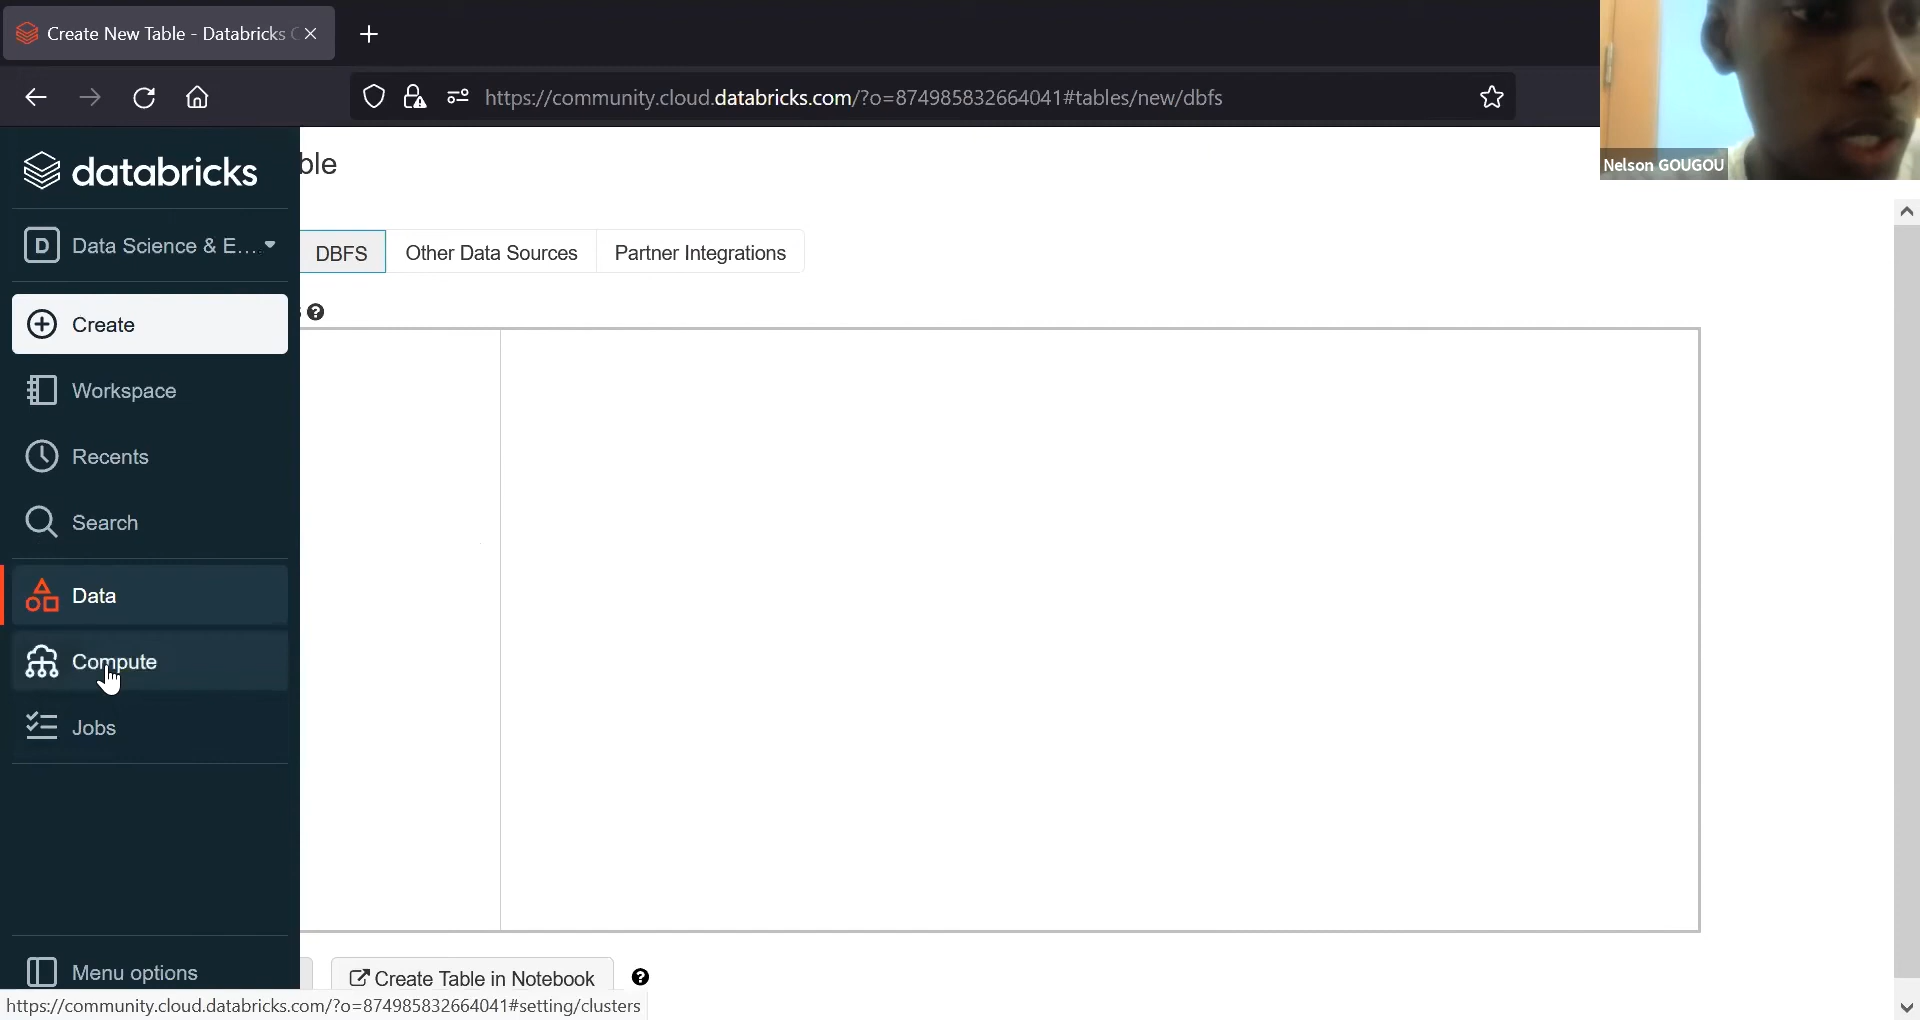 Create New Table - Databricks
https://community.cloud.databricks.com/?o=874985832664041#tables/new/dbfs
Nelson GOUGOU
databricks
ble
D Data Science & E...
DBFS Other Data Sources Partner Integrations
Create
Workspace
Recents
Search
Data
Compute
Jobs
Menu options
Create Table in Notebook
https://community.cloud.databricks.com/?o=874985832664041#setting/clusters